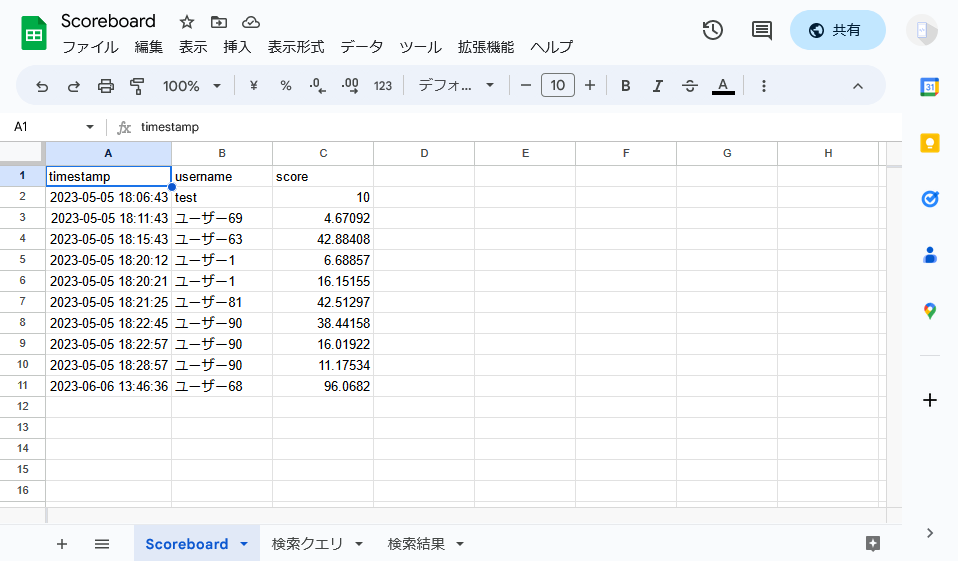 Scoreboard
ファイル 編集 表示 挿入 表示形式 データ ツール 拡張機能 ヘルプ
共有
100% ¥ % .0 .00 123 デフォ... 10 B I A
31
A1 fx timestamp
A B C D E F G H
1 timestamp username score
2 2023-05-05 18:06:43 test 10
3 2023-05-05 18:11:43 ユーザー69 4.67092
4 2023-05-05 18:15:43 ユーザー63 42.88408
5 2023-05-05 18:20:12 ユーザー1 6.68857
6 2023-05-05 18:20:21 ユーザー1 16.15155
7 2023-05-05 18:21:25 ユーザー81 42.51297
8 2023-05-05 18:22:45 ユーザー90 38.44158
9 2023-05-05 18:22:57 ユーザー90 16.01922
10 2023-05-05 18:28:57 ユーザー90 11.17534
11 2023-06-06 13:46:36 ユーザー68 96.0682
12
13
14
15
16
Scoreboard 検索クエリ 検索結果